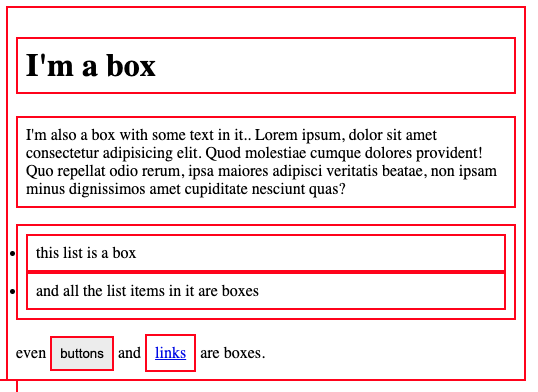 I'm a box
I'm also a box with some text in it.. Lorem ipsum, dolor sit amet
consectetur adipisicing elit. Quod molestiae cumque dolores provident!
Quo repellat odio rerum, ipsa maiores adipisci veritatis beatae, non ipsam
minus dignissimos amet cupiditate nesciunt quas?
this list is a box
and all the list items in it are boxes
even buttons and links are boxes.